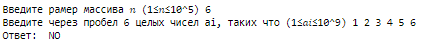 Введите рамер массива n (1≤n≤10^5) 6
Введите через пробел 6 целых чисел ai, таких что (1≤ai≤10^9) 1 2 3 4 5 6
Ответ:  NO